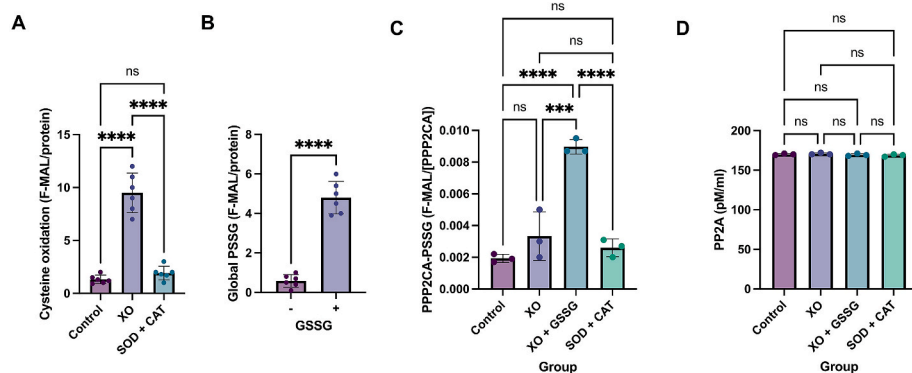 A
Cysteine oxidation (F-MAL/protein)
15
10
5
0
ns
****
****
Control
XO
SOD + CAT
B
Global PSSG (F-MAL/protein)
8
6
4
2
0
****
-
+
GSSG
C
PPP2CA-PSSG (F-MAL/[PPP2CA])
0.010
0.008
0.006
0.004
0.002
0.000
ns
ns
****
****
ns
***
Control
XO
XO + GSSG
SOD + CAT
Group
D
PP2A (pM/ml)
200
150
100
50
0
ns
ns
ns
ns
ns
ns
Control
XO
XO + GSSG
SOD + CAT
Group